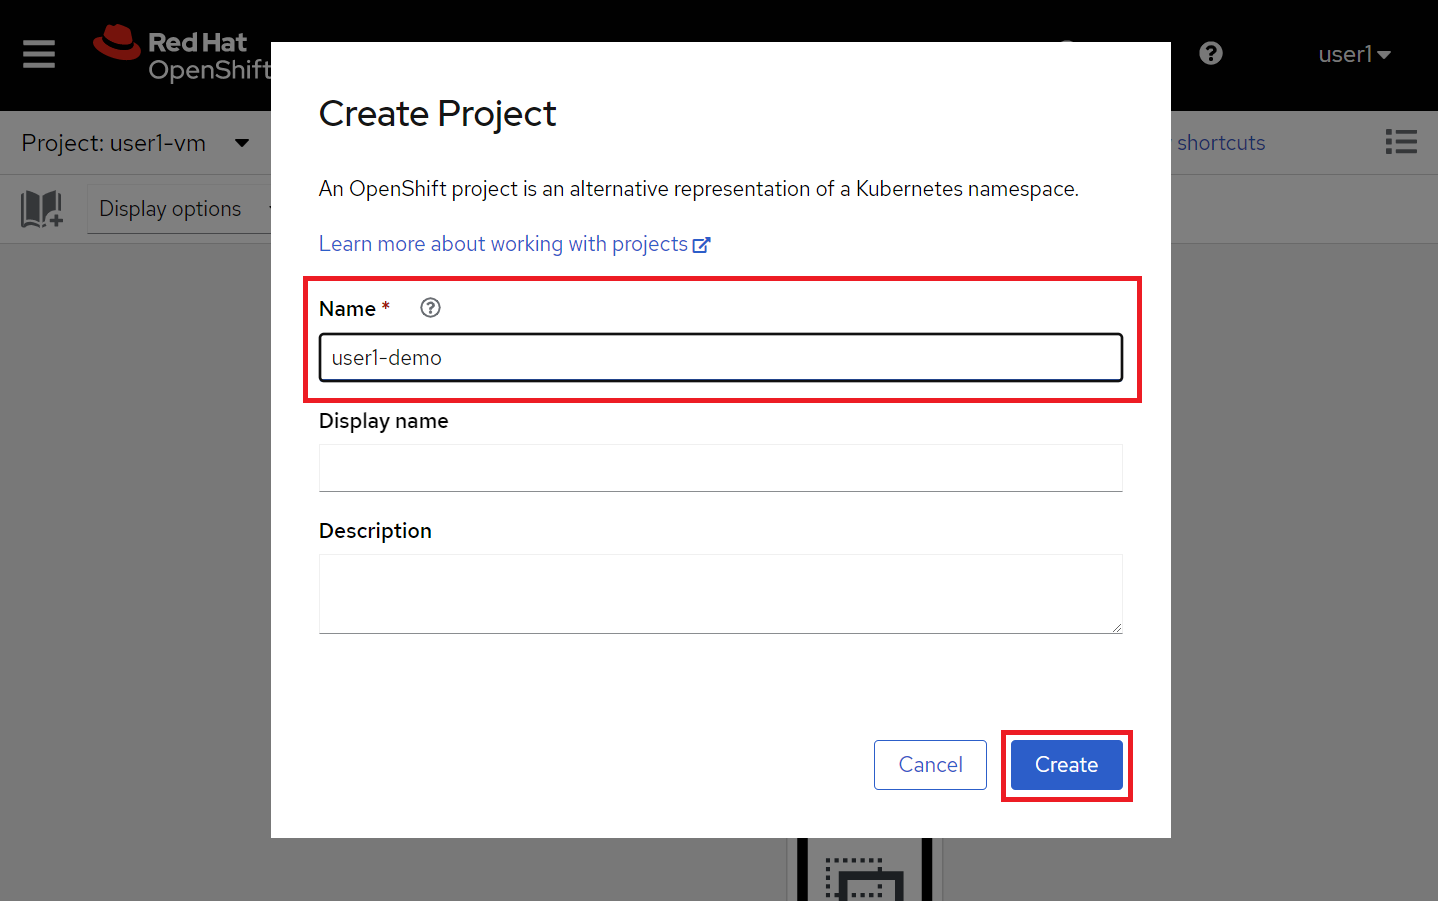 Red Hat
OpenShift
user1
Project: user1-vm
shortcuts
Display options
Create Project
An OpenShift project is an alternative representation of a Kubernetes namespace.
Learn more about working with projects
Name *
user1-demo
Display name
Description
Cancel
Create